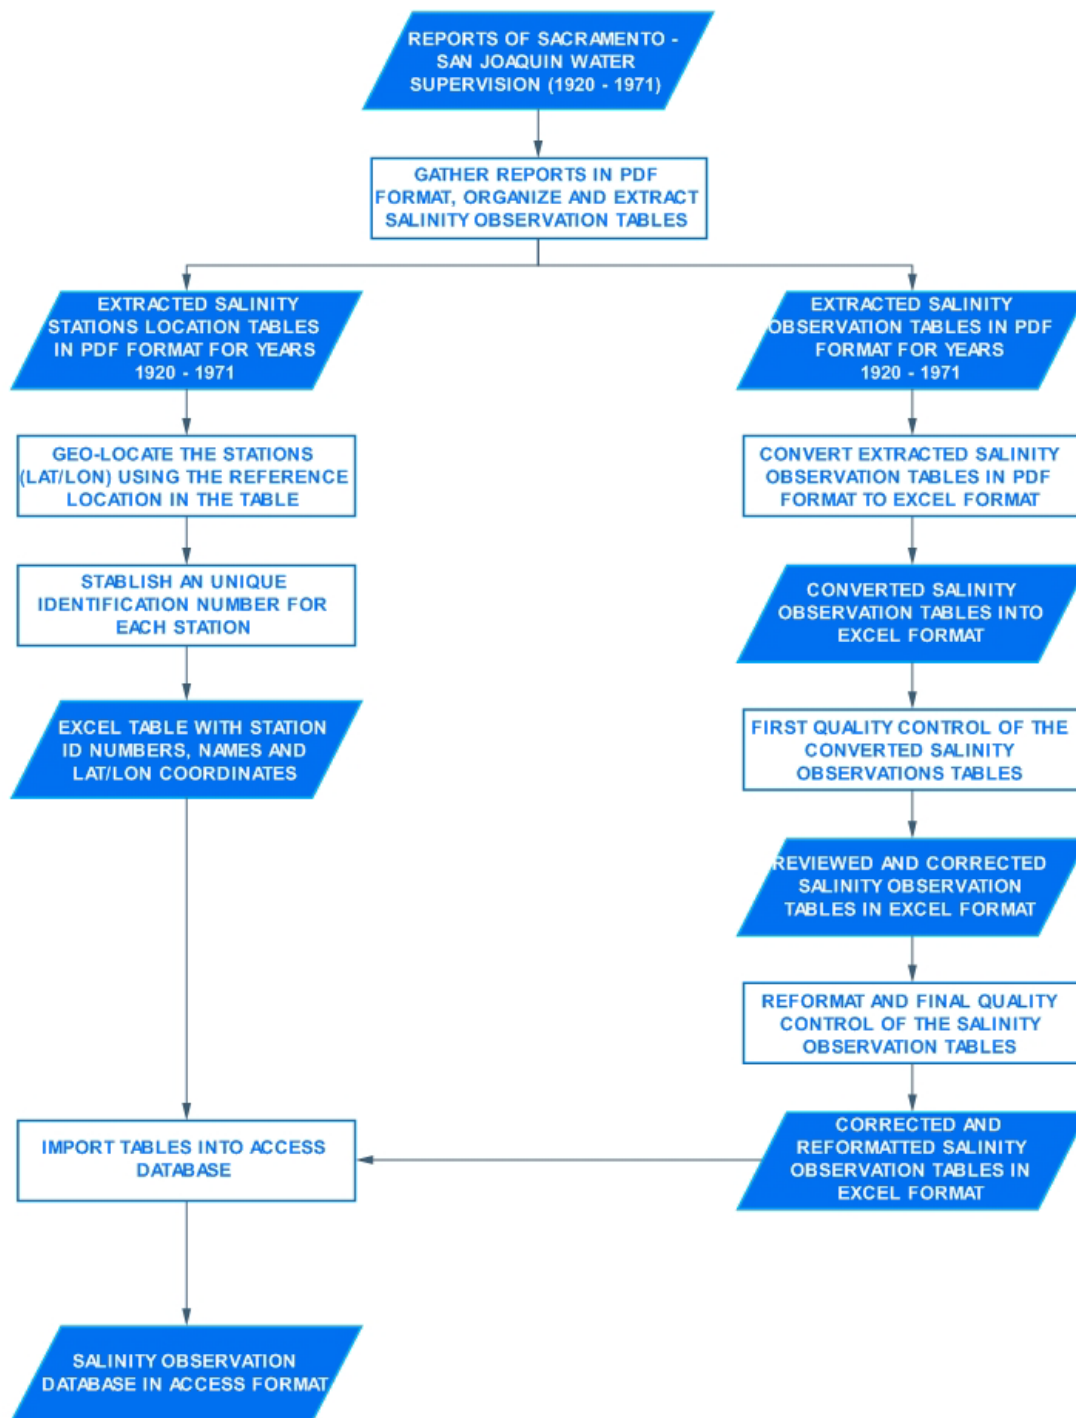 REPORTS OF SACRAMENTO -
SAN JOAQUIN WATER
SUPERVISION (1920 - 1971)
GATHER REPORTS IN PDF
FORMAT, ORGANIZE AND EXTRACT
SALINITY OBSERVATION TABLES
EXTRACTED SALINITY
STATIONS LOCATION TABLES
IN PDF FORMAT FOR YEARS
1920 - 1971
GEO-LOCATE THE STATIONS
(LAT/LON) USING THE REFERENCE
LOCATION IN THE TABLE
STABLISH AN UNIQUE
IDENTIFICATION NUMBER FOR
EACH STATION
EXCEL TABLE WITH STATION
ID NUMBERS, NAMES AND
LAT/LON COORDINATES
EXTRACTED SALINITY
OBSERVATION TABLES IN PDF
FORMAT FOR YEARS
1920 - 1971
CONVERT EXTRACTED SALINITY
OBSERVATION TABLES IN PDF
FORMAT TO EXCEL FORMAT
CONVERTED SALINITY
OBSERVATION TABLES INTO
EXCEL FORMAT
FIRST QUALITY CONTROL OF THE
CONVERTED SALINITY
OBSERVATIONS TABLES
REVIEWED AND CORRECTED
SALINITY OBSERVATION
TABLES IN EXCEL FORMAT
REFORMAT AND FINAL QUALITY
CONTROL OF THE SALINITY
OBSERVATION TABLES
CORRECTED AND
REFORMATTED SALINITY
OBSERVATION TABLES IN
EXCEL FORMAT
IMPORT TABLES INTO ACCESS
DATABASE
SALINITY OBSERVATION
DATABASE IN ACCESS FORMAT